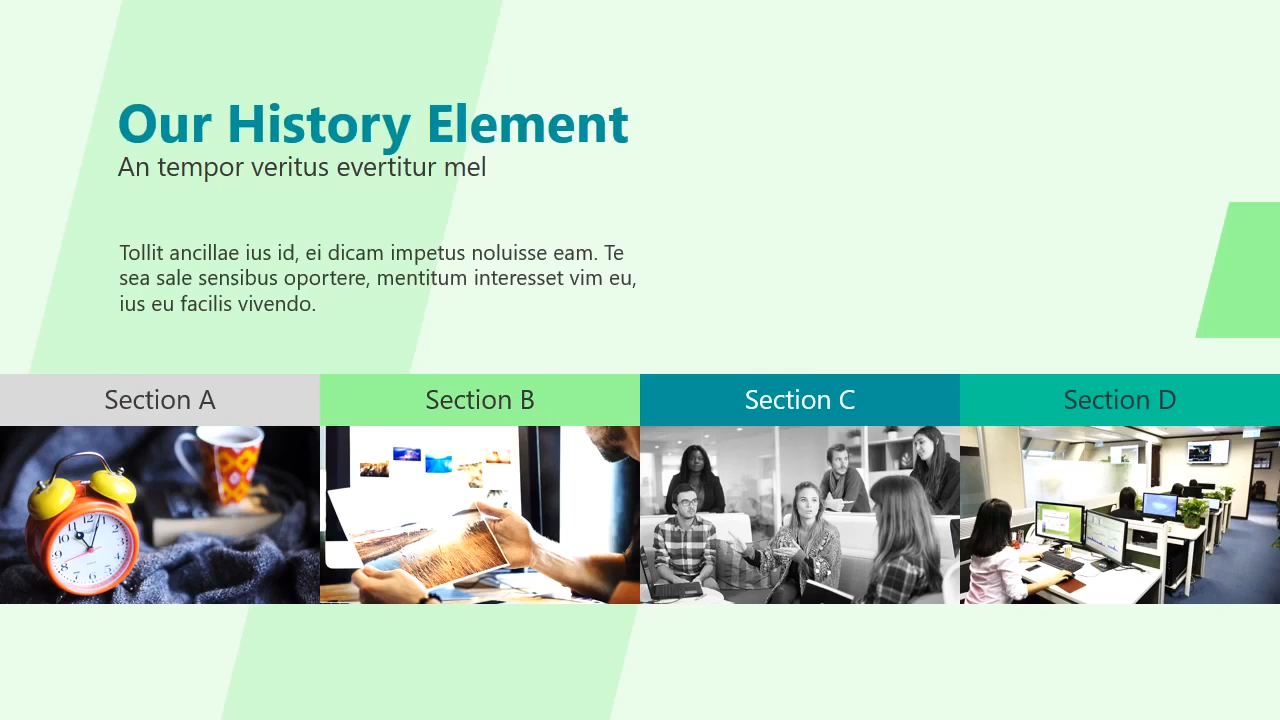 Our History Element
An tempor veritus evertitur mel
Tollit ancillae ius id, ei dicam impetus noluisse eam. Te
sea sale sensibus oportere, mentitum interesset vim eu,
ius eu facilis vivendo.
Section A
Section B
Section C
Section D